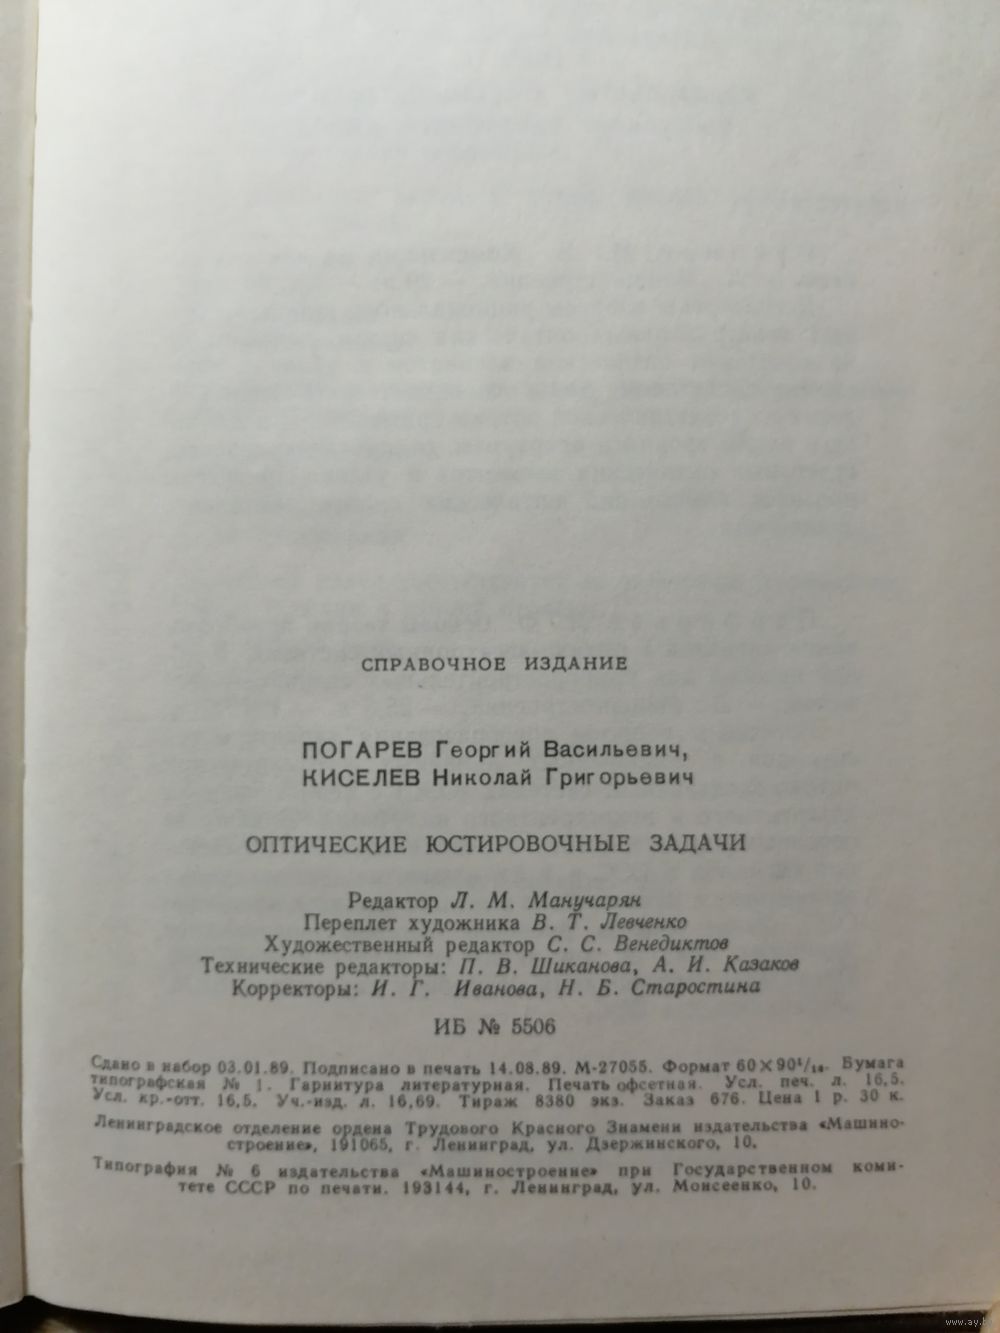 СПРАВОЧНОЕ ИЗДАНИЕ
ПОГАРЕВ Георгий Васильевич,
КИСЕЛЕВ Николай Григорьевич
ОПТИЧЕСКИЕ ЮСТИРОВОЧНЫЕ ЗАДАЧИ
Редактор Л. М. Манучарян
Переплет художника В. Т. Левченко
Художественный редактор С. С. Венедиктов
Технические редакторы: П. В. Шиканова, А. И. Казаков
Корректоры: И. Г. Иванова, Н. Б. Старостина
ИБ № 5506
Сдано в набор 03.01.89. Подписано в печать 14.08.89. М-27055. Формат 60×90¹/₁₆. Бумага
типографская № 1. Гарнитура литературная. Печать офсетная. Усл. печ. л. 16,5.
Усл. кр.-отт. 16,5. Уч.-изд. л. 16,69. Тираж 8380 экз. Заказ 676. Цена 1 р. 30 к.
Ленинградское отделение ордена Трудового Красного Знамени издательства «Машино-
строение», 191065, г. Ленинград, ул. Дзержинского, 10.
Типография № 6 издательства «Машиностроение» при Государственном коми-
тете СССР по печати. 193144, г. Ленинград, ул. Моисеенко, 10.